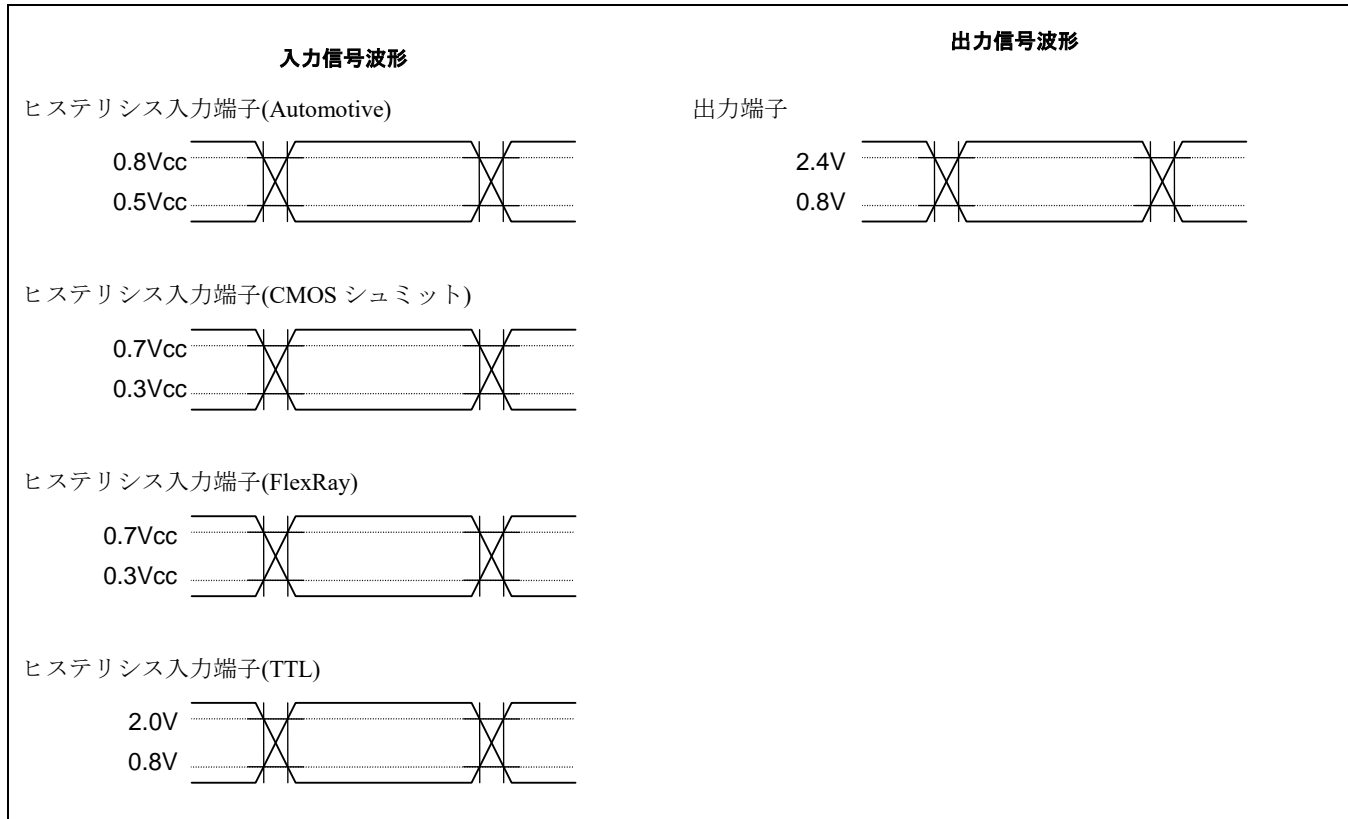 入力信号波形
ヒステリシス入力端子(Automotive)
0.8Vcc
0.5Vcc
ヒステリシス入力端子(CMOS シュミット)
0.7Vcc
0.3Vcc
ヒステリシス入力端子(FlexRay)
0.7Vcc
0.3Vcc
ヒステリシス入力端子(TTL)
2.0V
0.8V
出力信号波形
出力端子
2.4V
0.8V